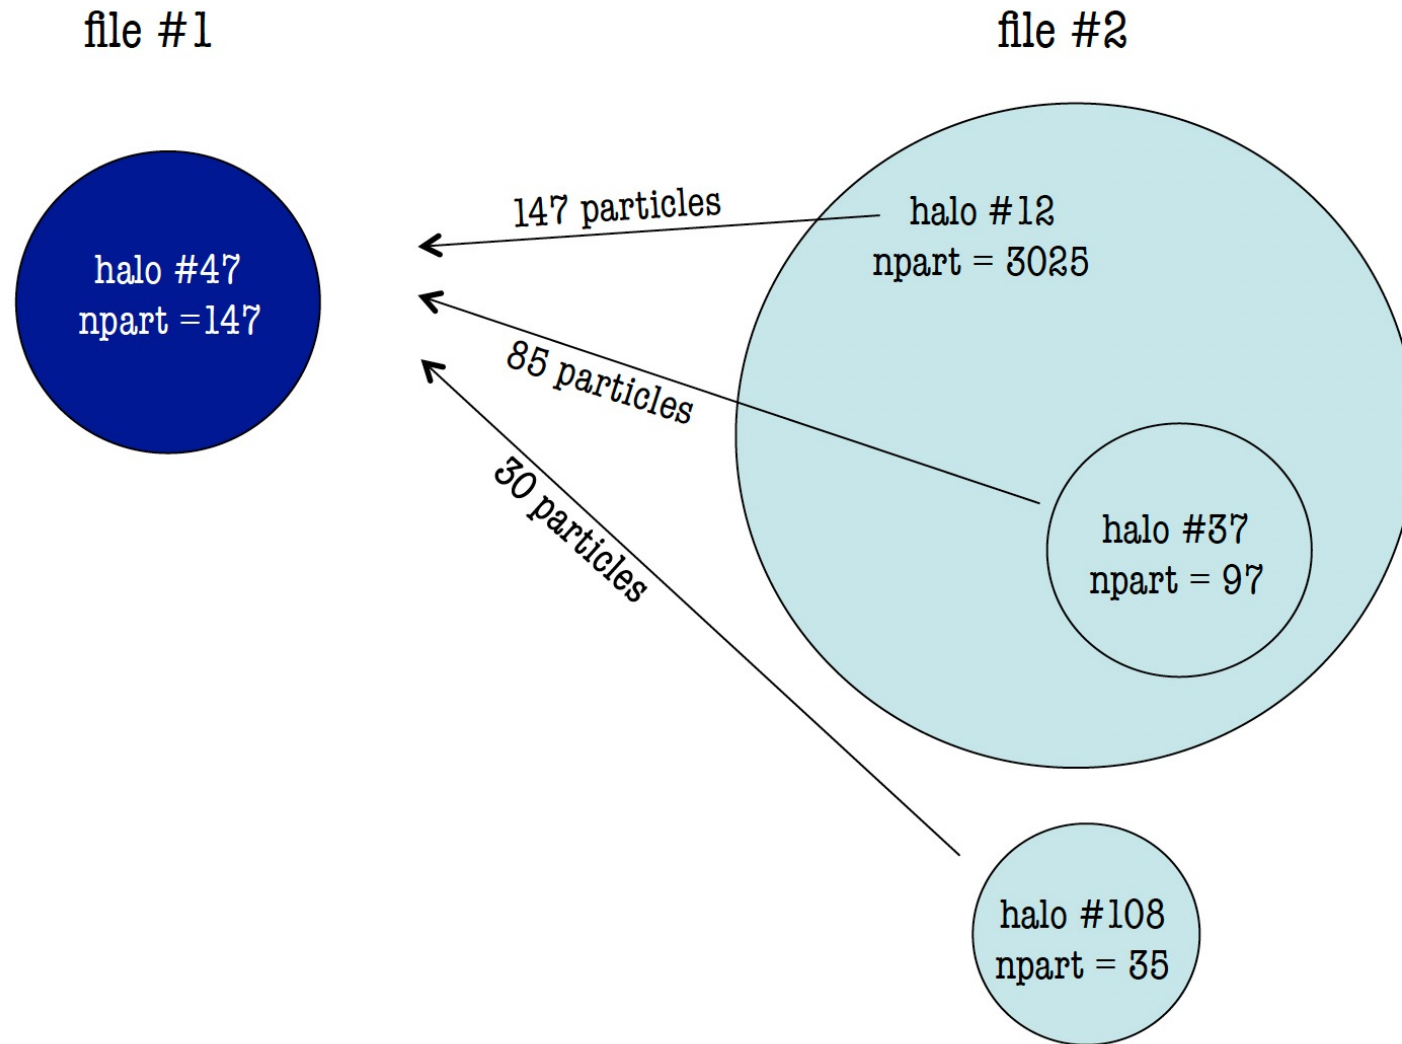 file #1
file #2
halo #47
npart =147
147 particles
85 particles
30 particles
halo #12
npart = 3025
halo #37
npart = 97
halo #108
npart = 35